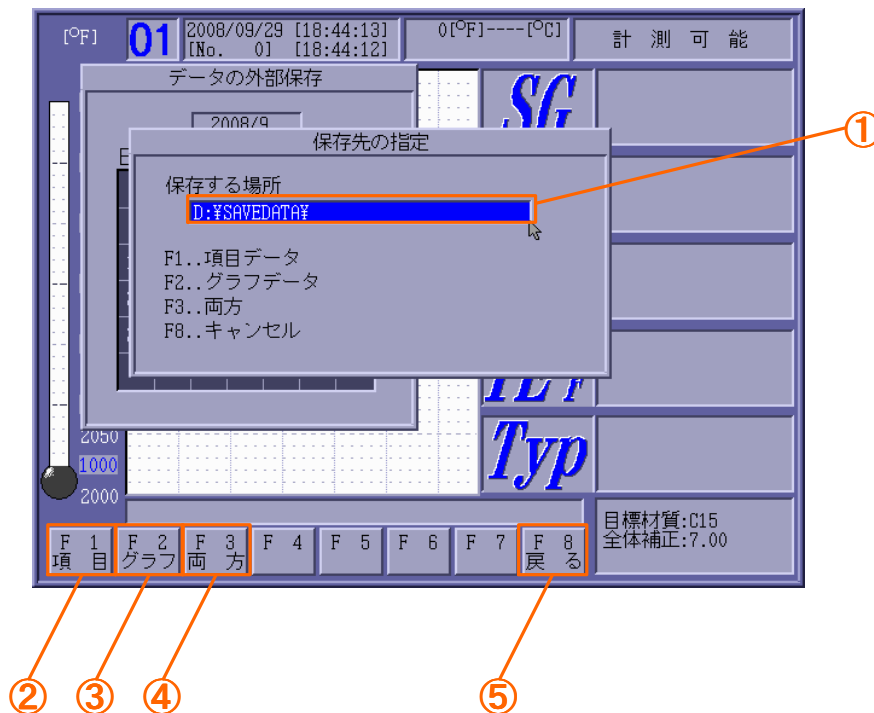 [°F]
01
2008/09/29 [18:44:13]
[No. 0] [18:44:12]
0[°F]----[°C]
計 測 可 能
データの外部保存
2008/9
SG
①
保存先の指定
保存する場所
D:¥SAVEDATA¥
F1..項目データ
F2..グラフデータ
F3..両方
F8..キャンセル
Typ
2050
1000
2000
目標材質:C15
全体補正:7.00
F 1
項 目
F 2
グラフ
F 3
両 方
F 4
F 5
F 6
F 7
F 8
戻 る
② ③ ④ ⑤